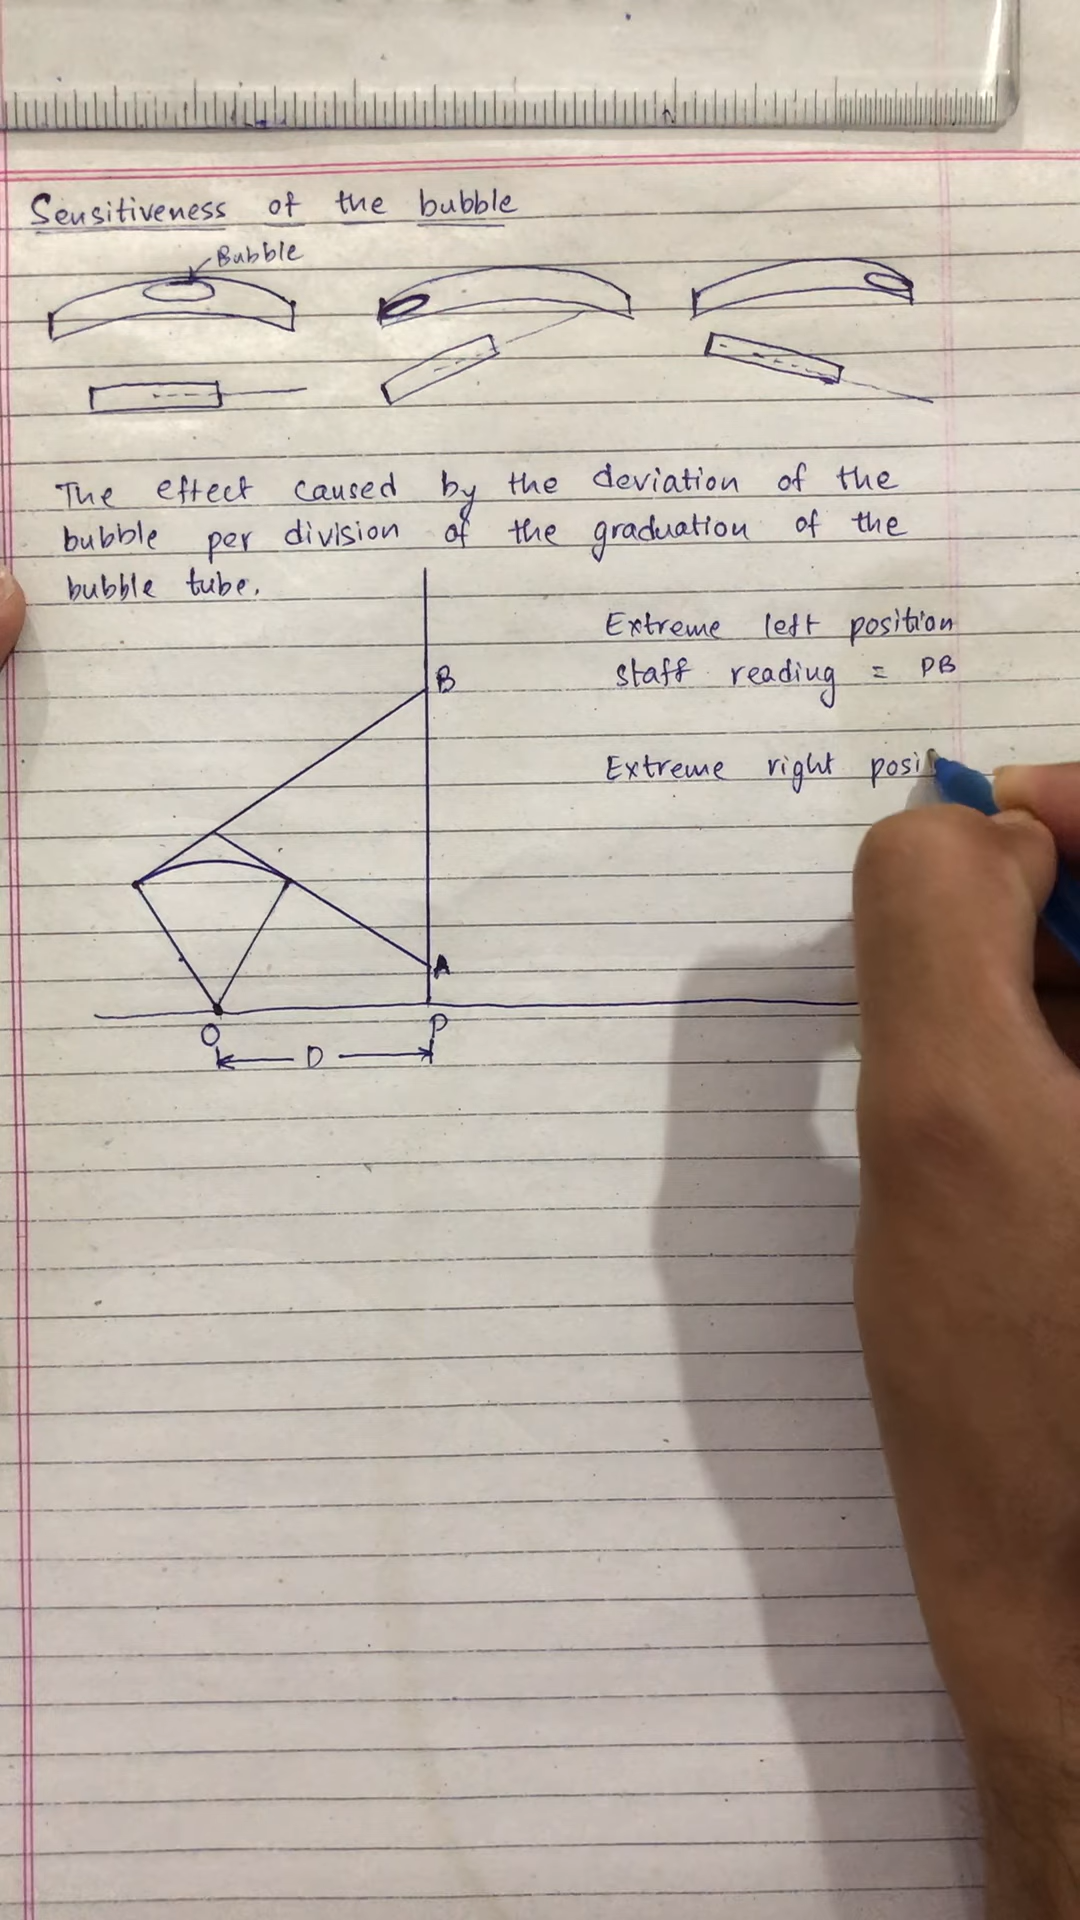 Sensitiveness of the bubble
Bubble
The effect caused by the deviation of the
bubble per division of the graduation of the
bubble tube.
Extreme left position
staff reading = PB
B
Extreme right posi
A
O
P
D